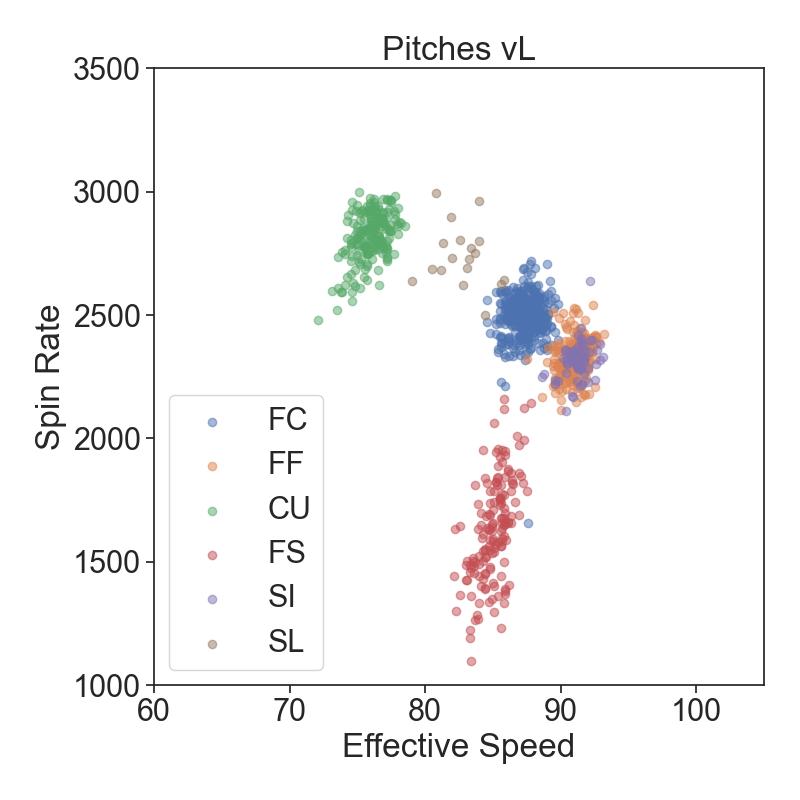 Pitches vL
3500
3000
2500
2000
1500
1000
Spin Rate
FC
FF
CU
FS
SI
SL
60 70 80 90 100
Effective Speed